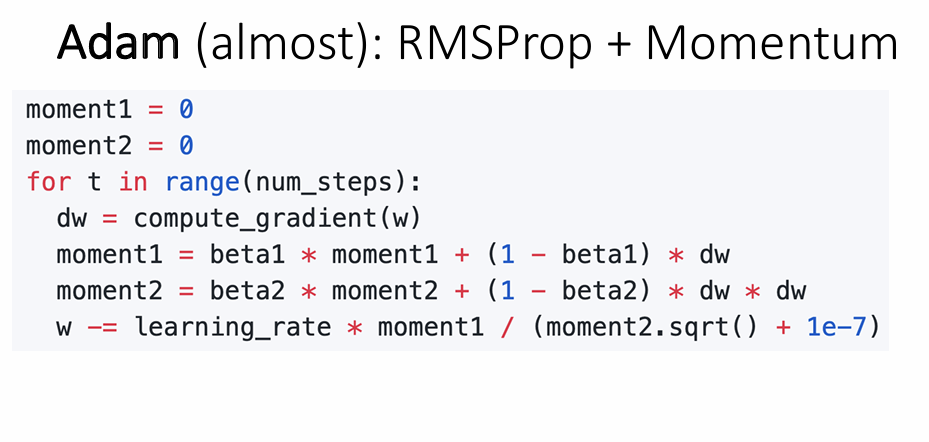 Adam (almost): RMSProp + Momentum
moment1 = 0
moment2 = 0
for t in range(num_steps):
  dw = compute_gradient(w)
  moment1 = beta1 * moment1 + (1 - beta1) * dw
  moment2 = beta2 * moment2 + (1 - beta2) * dw * dw
  w -= learning_rate * moment1 / (moment2.sqrt() + 1e-7)